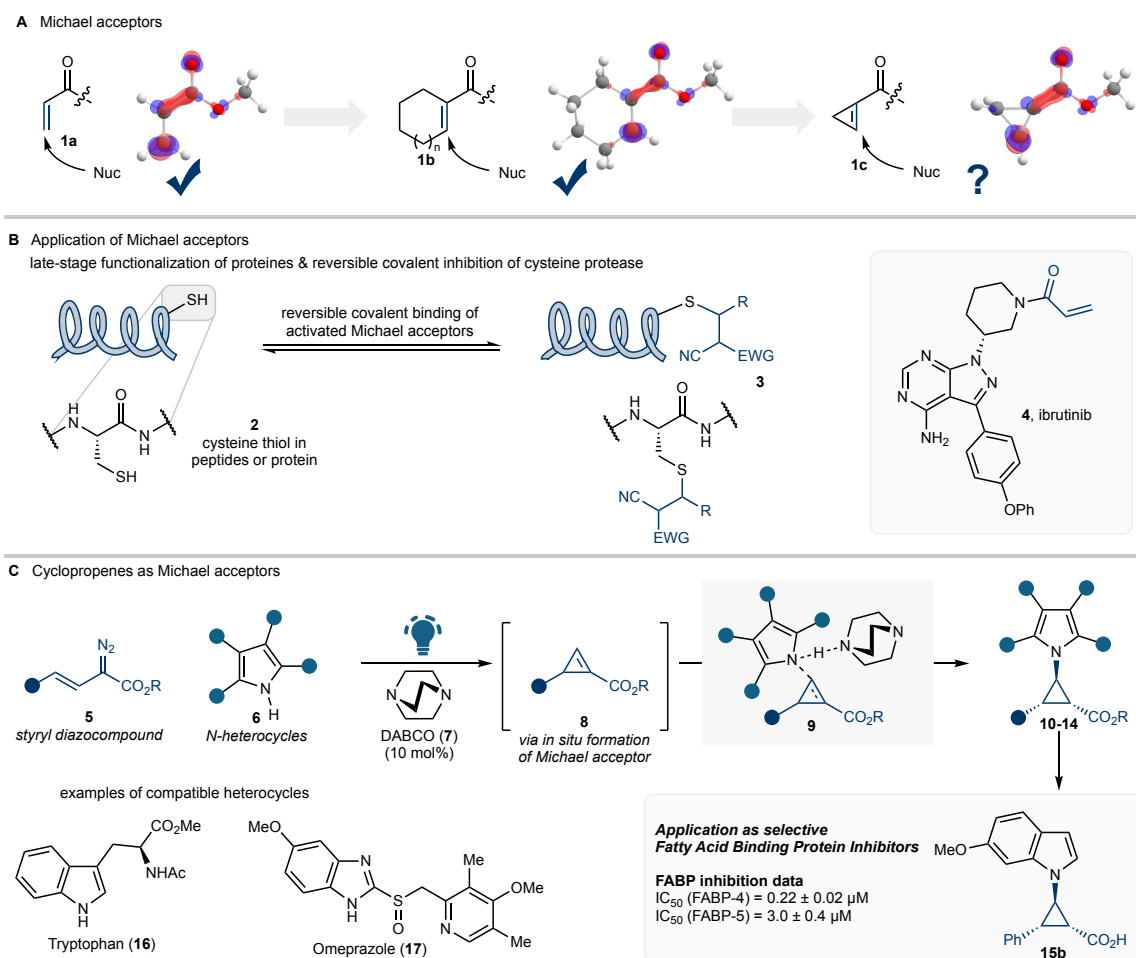 A Michael acceptors
O
1a
Nuc
O
n
1b
Nuc
O
1c
Nuc
?
B Application of Michael acceptors
late-stage functionalization of proteins & reversible covalent inhibition of cysteine protease
SH
reversible covalent binding of
activated Michael acceptors
S
R
NC
EWG
3
H
N
O
N
H
SH
2
cysteine thiol in
peptides or protein
H
N
O
N
H
S
NC
R
EWG
O
N
N
N
N
N
NH2
OPh
4, ibrutinib
C Cyclopropenes as Michael acceptors
N2
CO2R
5
styryl diazocompound
N
H
6
N-heterocycles
N
N
DABCO (7)
(10 mol%)
CO2R
8
via in situ formation
of Michael acceptor
N
H
N
N
CO2R
9
N
CO2R
10-14
examples of compatible heterocycles
CO2Me
NHAc
N
H
Tryptophan (16)
MeO
N
N
H
S
O
N
Me
OMe
Me
Omeprazole (17)
Application as selective
Fatty Acid Binding Protein Inhibitors
FABP inhibition data
IC50 (FABP-4) = 0.22 ± 0.02 µM
IC50 (FABP-5) = 3.0 ± 0.4 µM
MeO
N
Ph
CO2H
15b